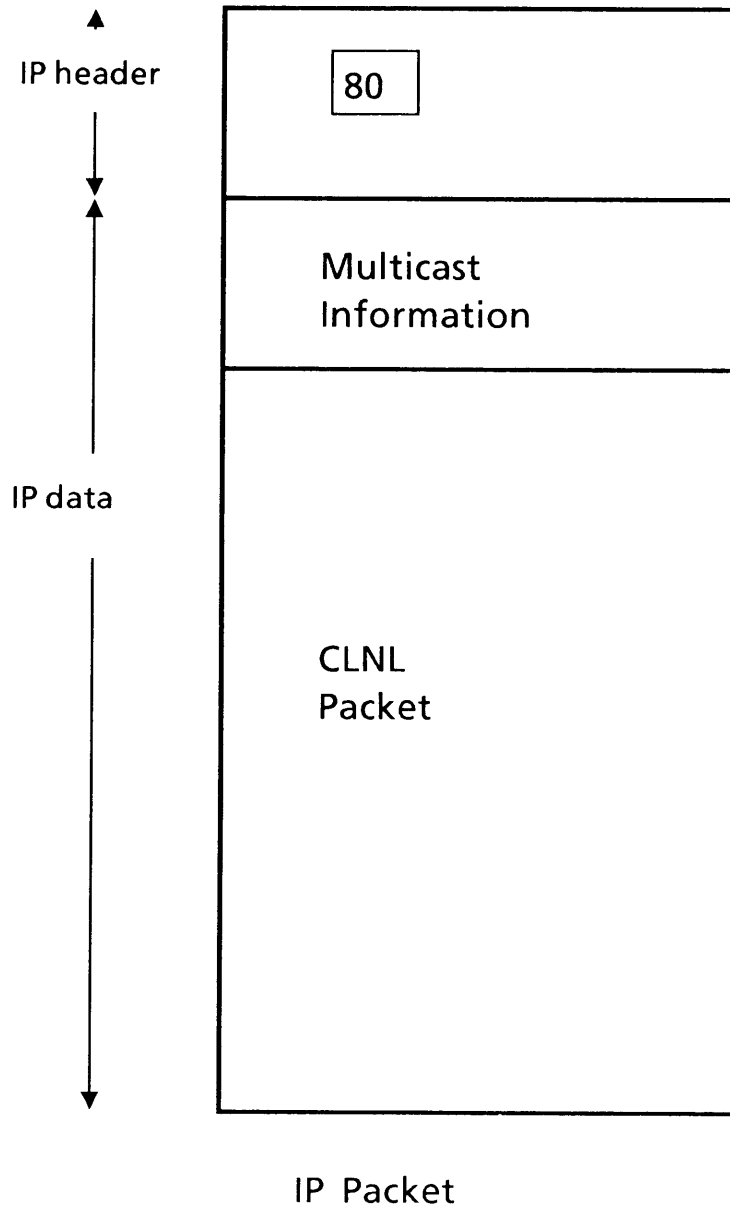 IP header
80
Multicast
Information
IP data
CLNL
Packet
IP Packet